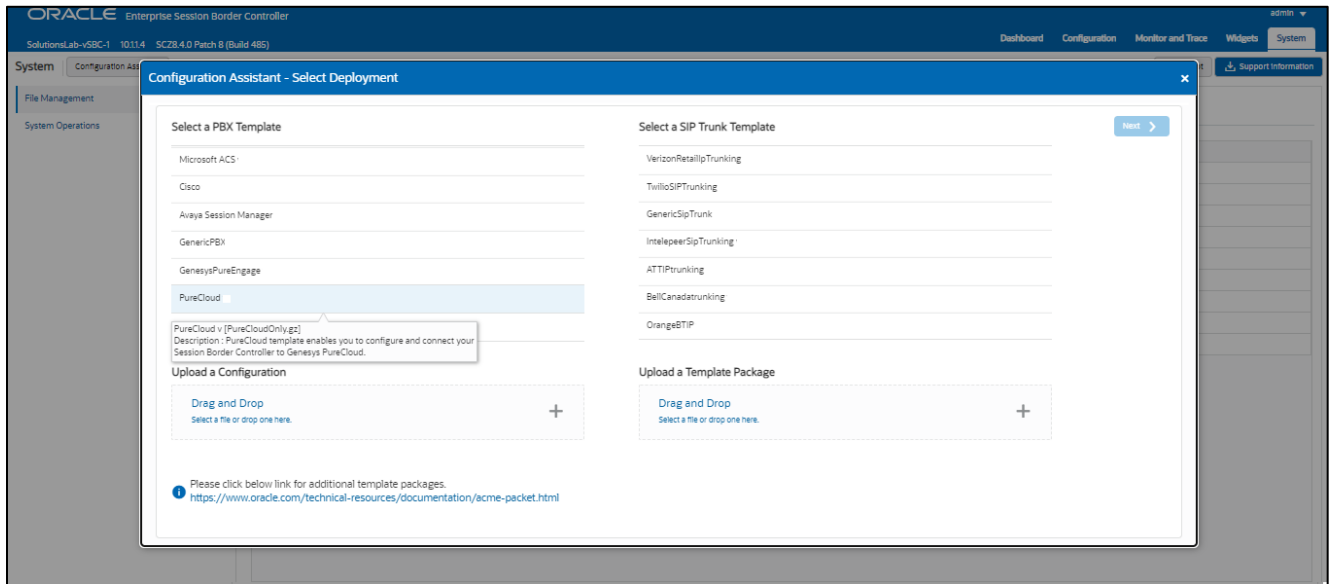 ORACLE Enterprise Session Border Controller
admin
SolutionsLab-vSBC-1 10.1.1.4 SCZ8.4.0 Patch 8 (Build 485)
Dashboard Configuration Monitor and Trace Widgets System
System Configuration Ass
Support Information
File Management
System Operations
Configuration Assistant - Select Deployment
Next
Select a PBX Template
Microsoft ACS
Cisco
Avaya Session Manager
GenericPBX
GenesysPureEngage
PureCloud
PureCloud v [PureCloudOnly.gz]
Description : PureCloud template enables you to configure and connect your
Session Border Controller to Genesys PureCloud.
Select a SIP Trunk Template
VerizonRetailIpTrunking
TwilioSIPTrunking
GenericSipTrunk
IntelepeerSipTrunking
ATTIPtrunking
BellCanadatrunking
OrangeBTIP
Upload a Configuration
Drag and Drop
Select a file or drop one here.
Upload a Template Package
Drag and Drop
Select a file or drop one here.
Please click below link for additional template packages.
https://www.oracle.com/technical-resources/documentation/acme-packet.html